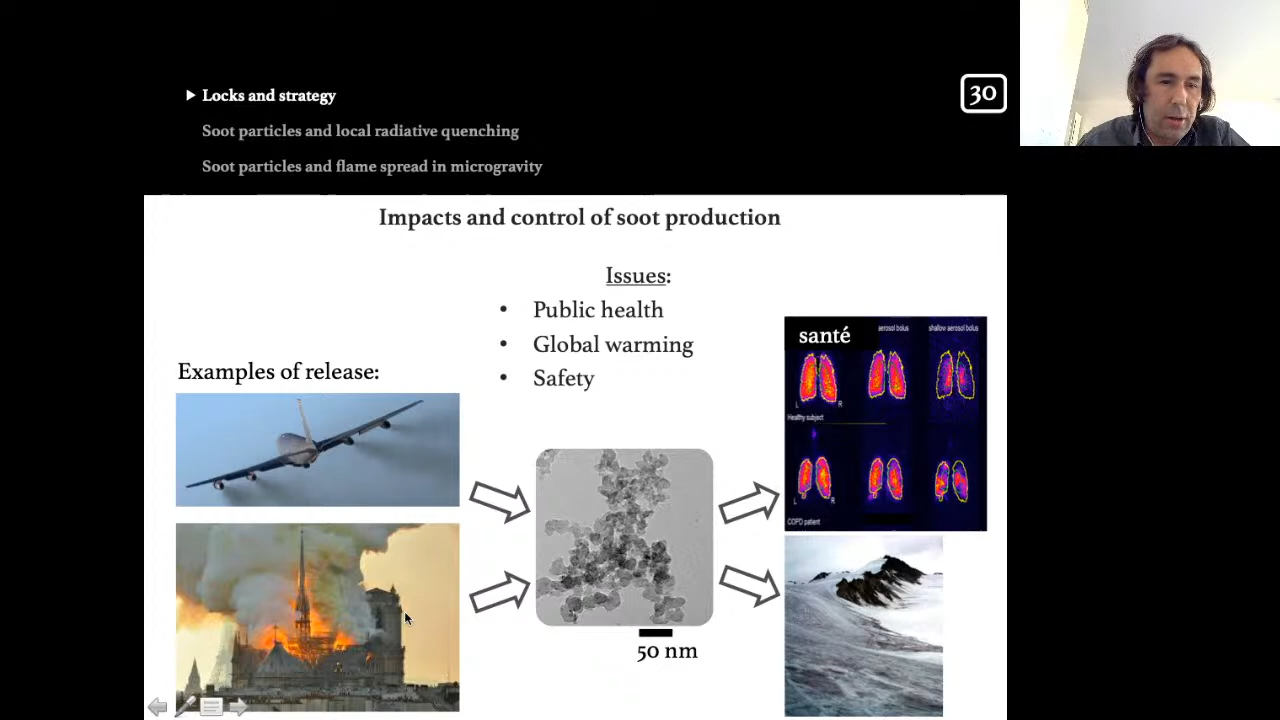 ▶ Locks and strategy
30
Soot particles and local radiative quenching
Soot particles and flame spread in microgravity
Impacts and control of soot production
Issues:
• Public health
• Global warming
• Safety
Examples of release:
santé
aerosol bolus
shallow aerosol bolus
L R
Healthy subject
L R
COPD patient
50 nm